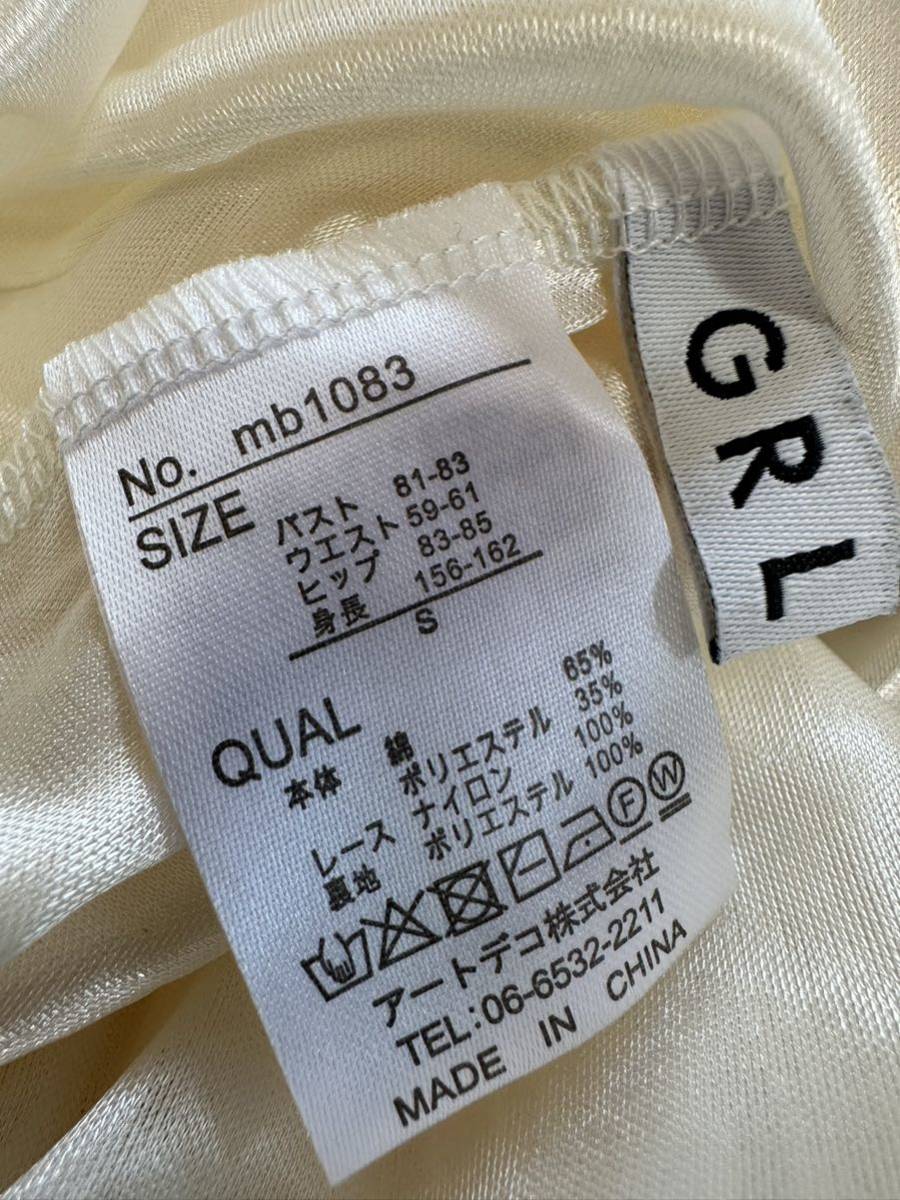 No. mb1083
SIZE
バスト 81-83
ウエスト 59-61
ヒップ 83-85
身長 156-162
S
QUAL
本体 綿 65%
ポリエステル 35%
レース ナイロン 100%
裏地 ポリエステル 100%
F W
アートデコ株式会社
TEL:06-6532-2211
MADE IN CHINA
GRL